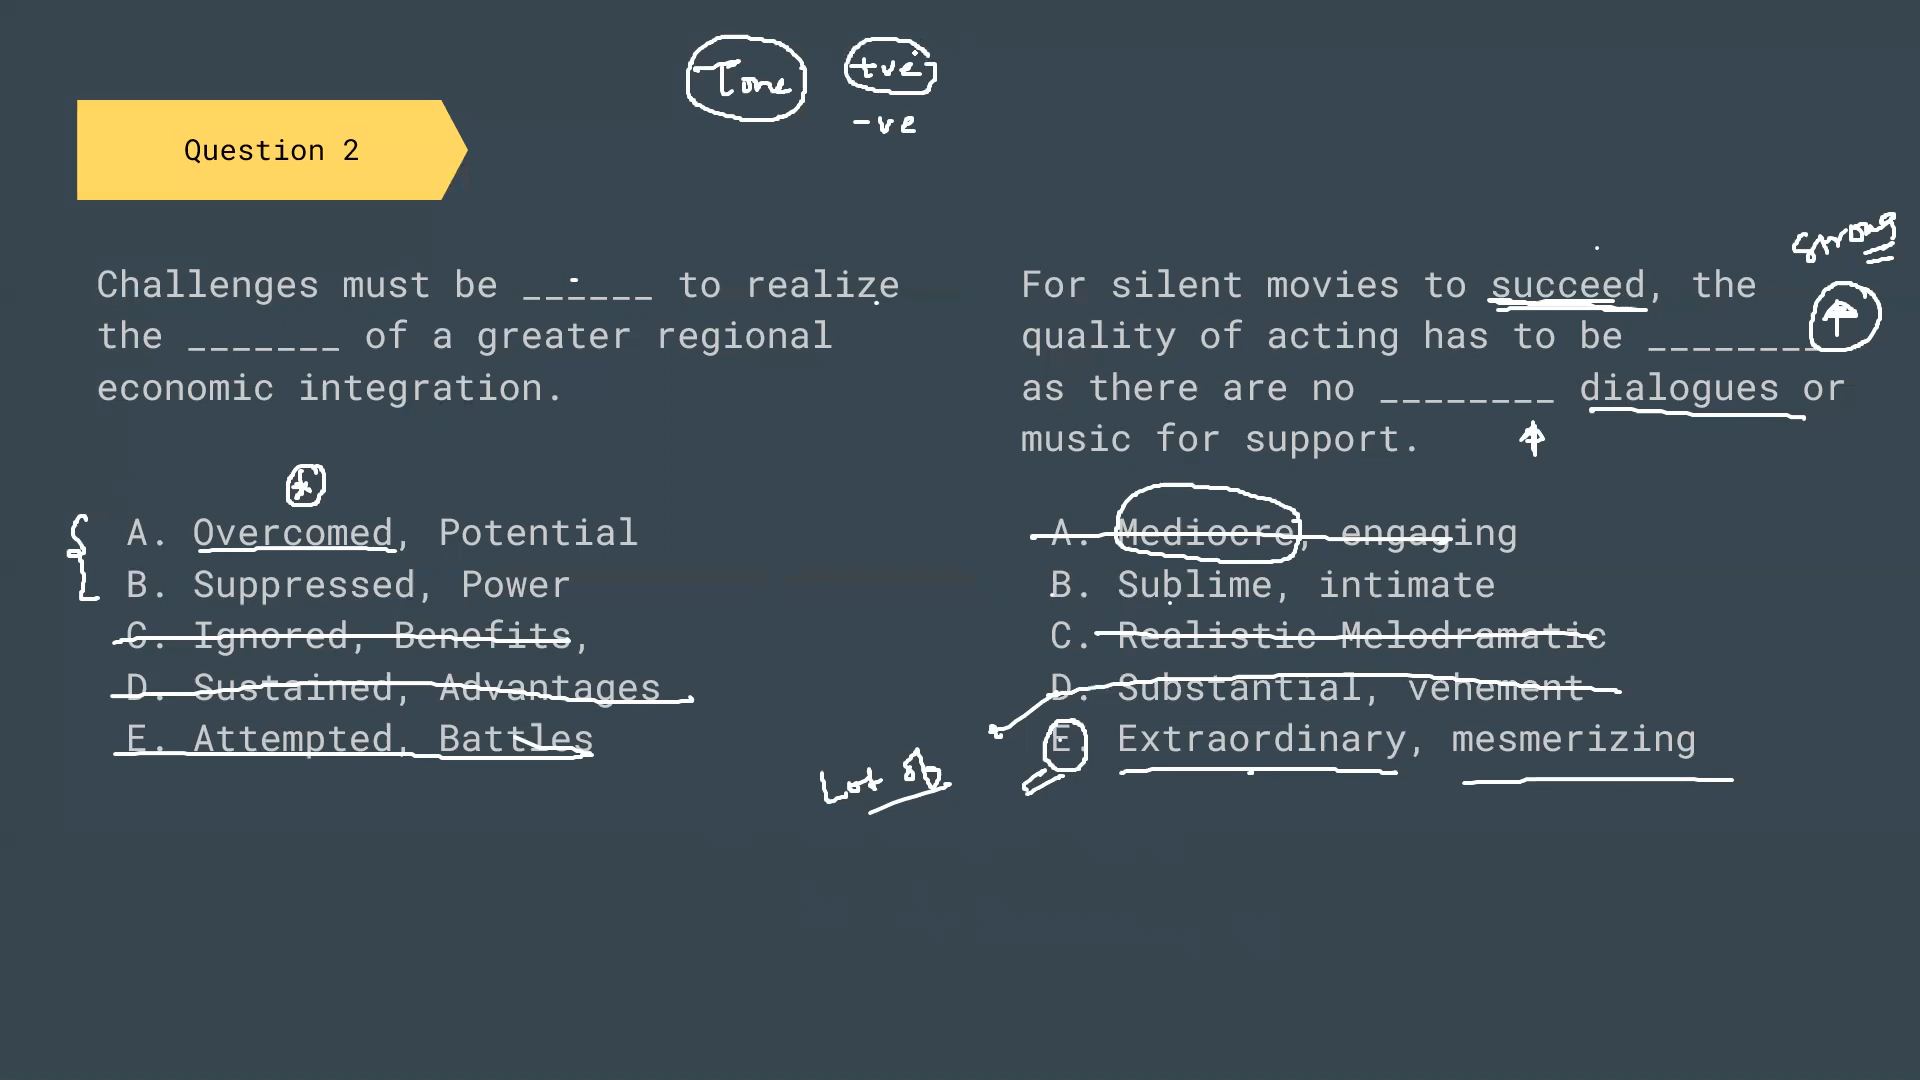 Tone
+ve
-ve
Question 2
Challenges must be ______ to realize
the _______ of a greater regional
economic integration.
A. Overcomed, Potential
B. Suppressed, Power
C. Ignored, Benefits,
D. Sustained, Advantages
E. Attempted, Battles
Lot of
strong
For silent movies to succeed, the
quality of acting has to be ________
as there are no ________ dialogues or
music for support.
A. Mediocre, engaging
B. Sublime, intimate
C. Realistic Melodramatic
D. Substantial, vehement
E. Extraordinary, mesmerizing